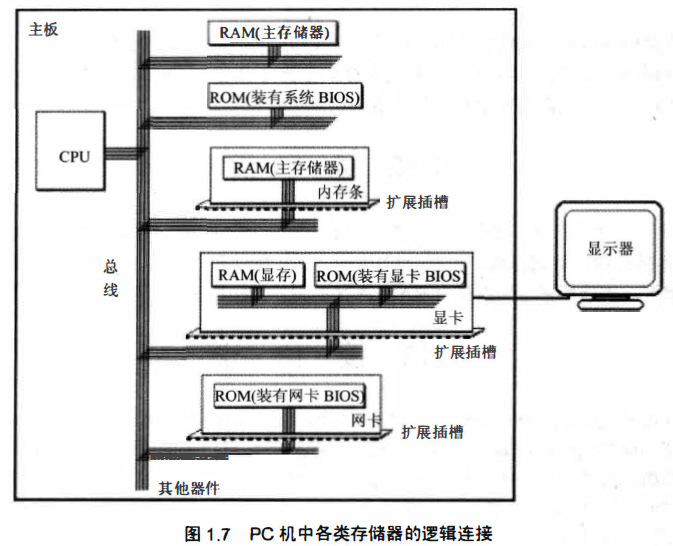 主板
RAM(主存储器)
ROM(装有系统 BIOS)
CPU
RAM(主存储器)
内存条
扩展插槽
显示器
总线
RAM(显存)
ROM(装有显卡 BIOS)
显卡
扩展插槽
ROM(装有网卡 BIOS)
网卡
扩展插槽
其他器件
图 1.7 PC 机中各类存储器的逻辑连接